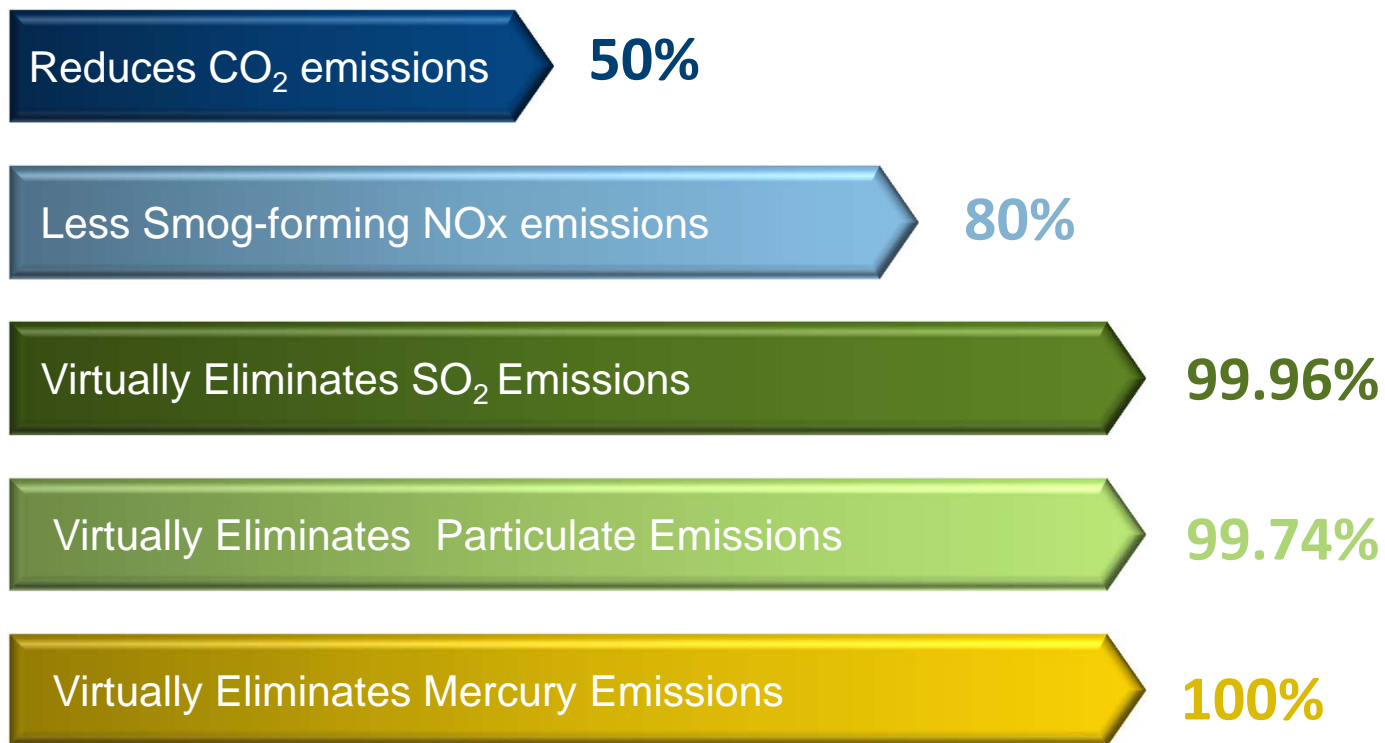 Reduces CO₂ emissions 50%
Less Smog-forming NOx emissions 80%
Virtually Eliminates SO₂ Emissions 99.96%
Virtually Eliminates  Particulate Emissions 99.74%
Virtually Eliminates Mercury Emissions 100%